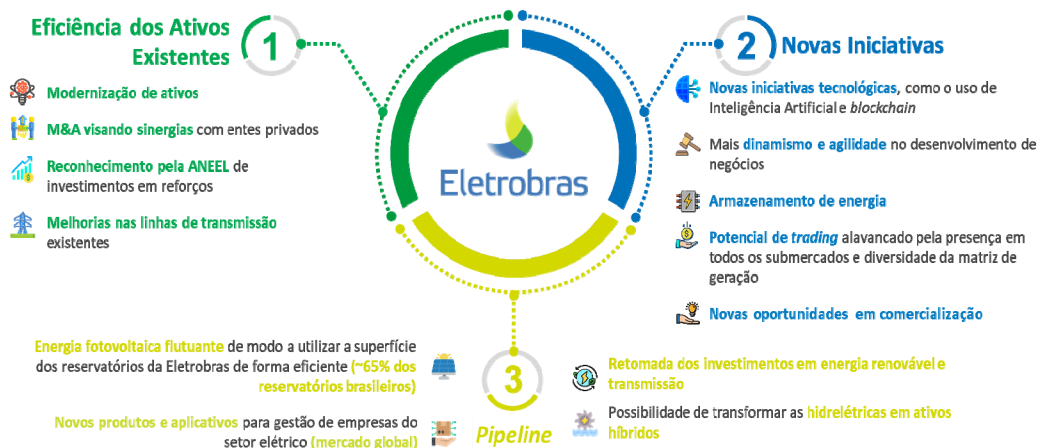 Eficiência dos Ativos
Existentes
1
Modernização de ativos
M&A visando sinergias com entes privados
Reconhecimento pela ANEEL de
investimentos em reforços
Melhorias nas linhas de transmissão
existentes
Eletrobras
2
Novas Iniciativas
Novas iniciativas tecnológicas, como o uso de
Inteligência Artificial e blockchain
Mais dinamismo e agilidade no desenvolvimento de
negócios
Armazenamento de energia
Potencial de trading alavancado pela presença em
todos os submercados e diversidade da matriz de
geração
Novas oportunidades em comercialização
Energia fotovoltaica flutuante de modo a utilizar a superfície
dos reservatórios da Eletrobras de forma eficiente (~65% dos
reservatórios brasileiros)
Novos produtos e aplicativos para gestão de empresas do
setor elétrico (mercado global)
3
Pipeline
Retomada dos investimentos em energia renovável e
transmissão
Possibilidade de transformar as hidrelétricas em ativos
híbridos